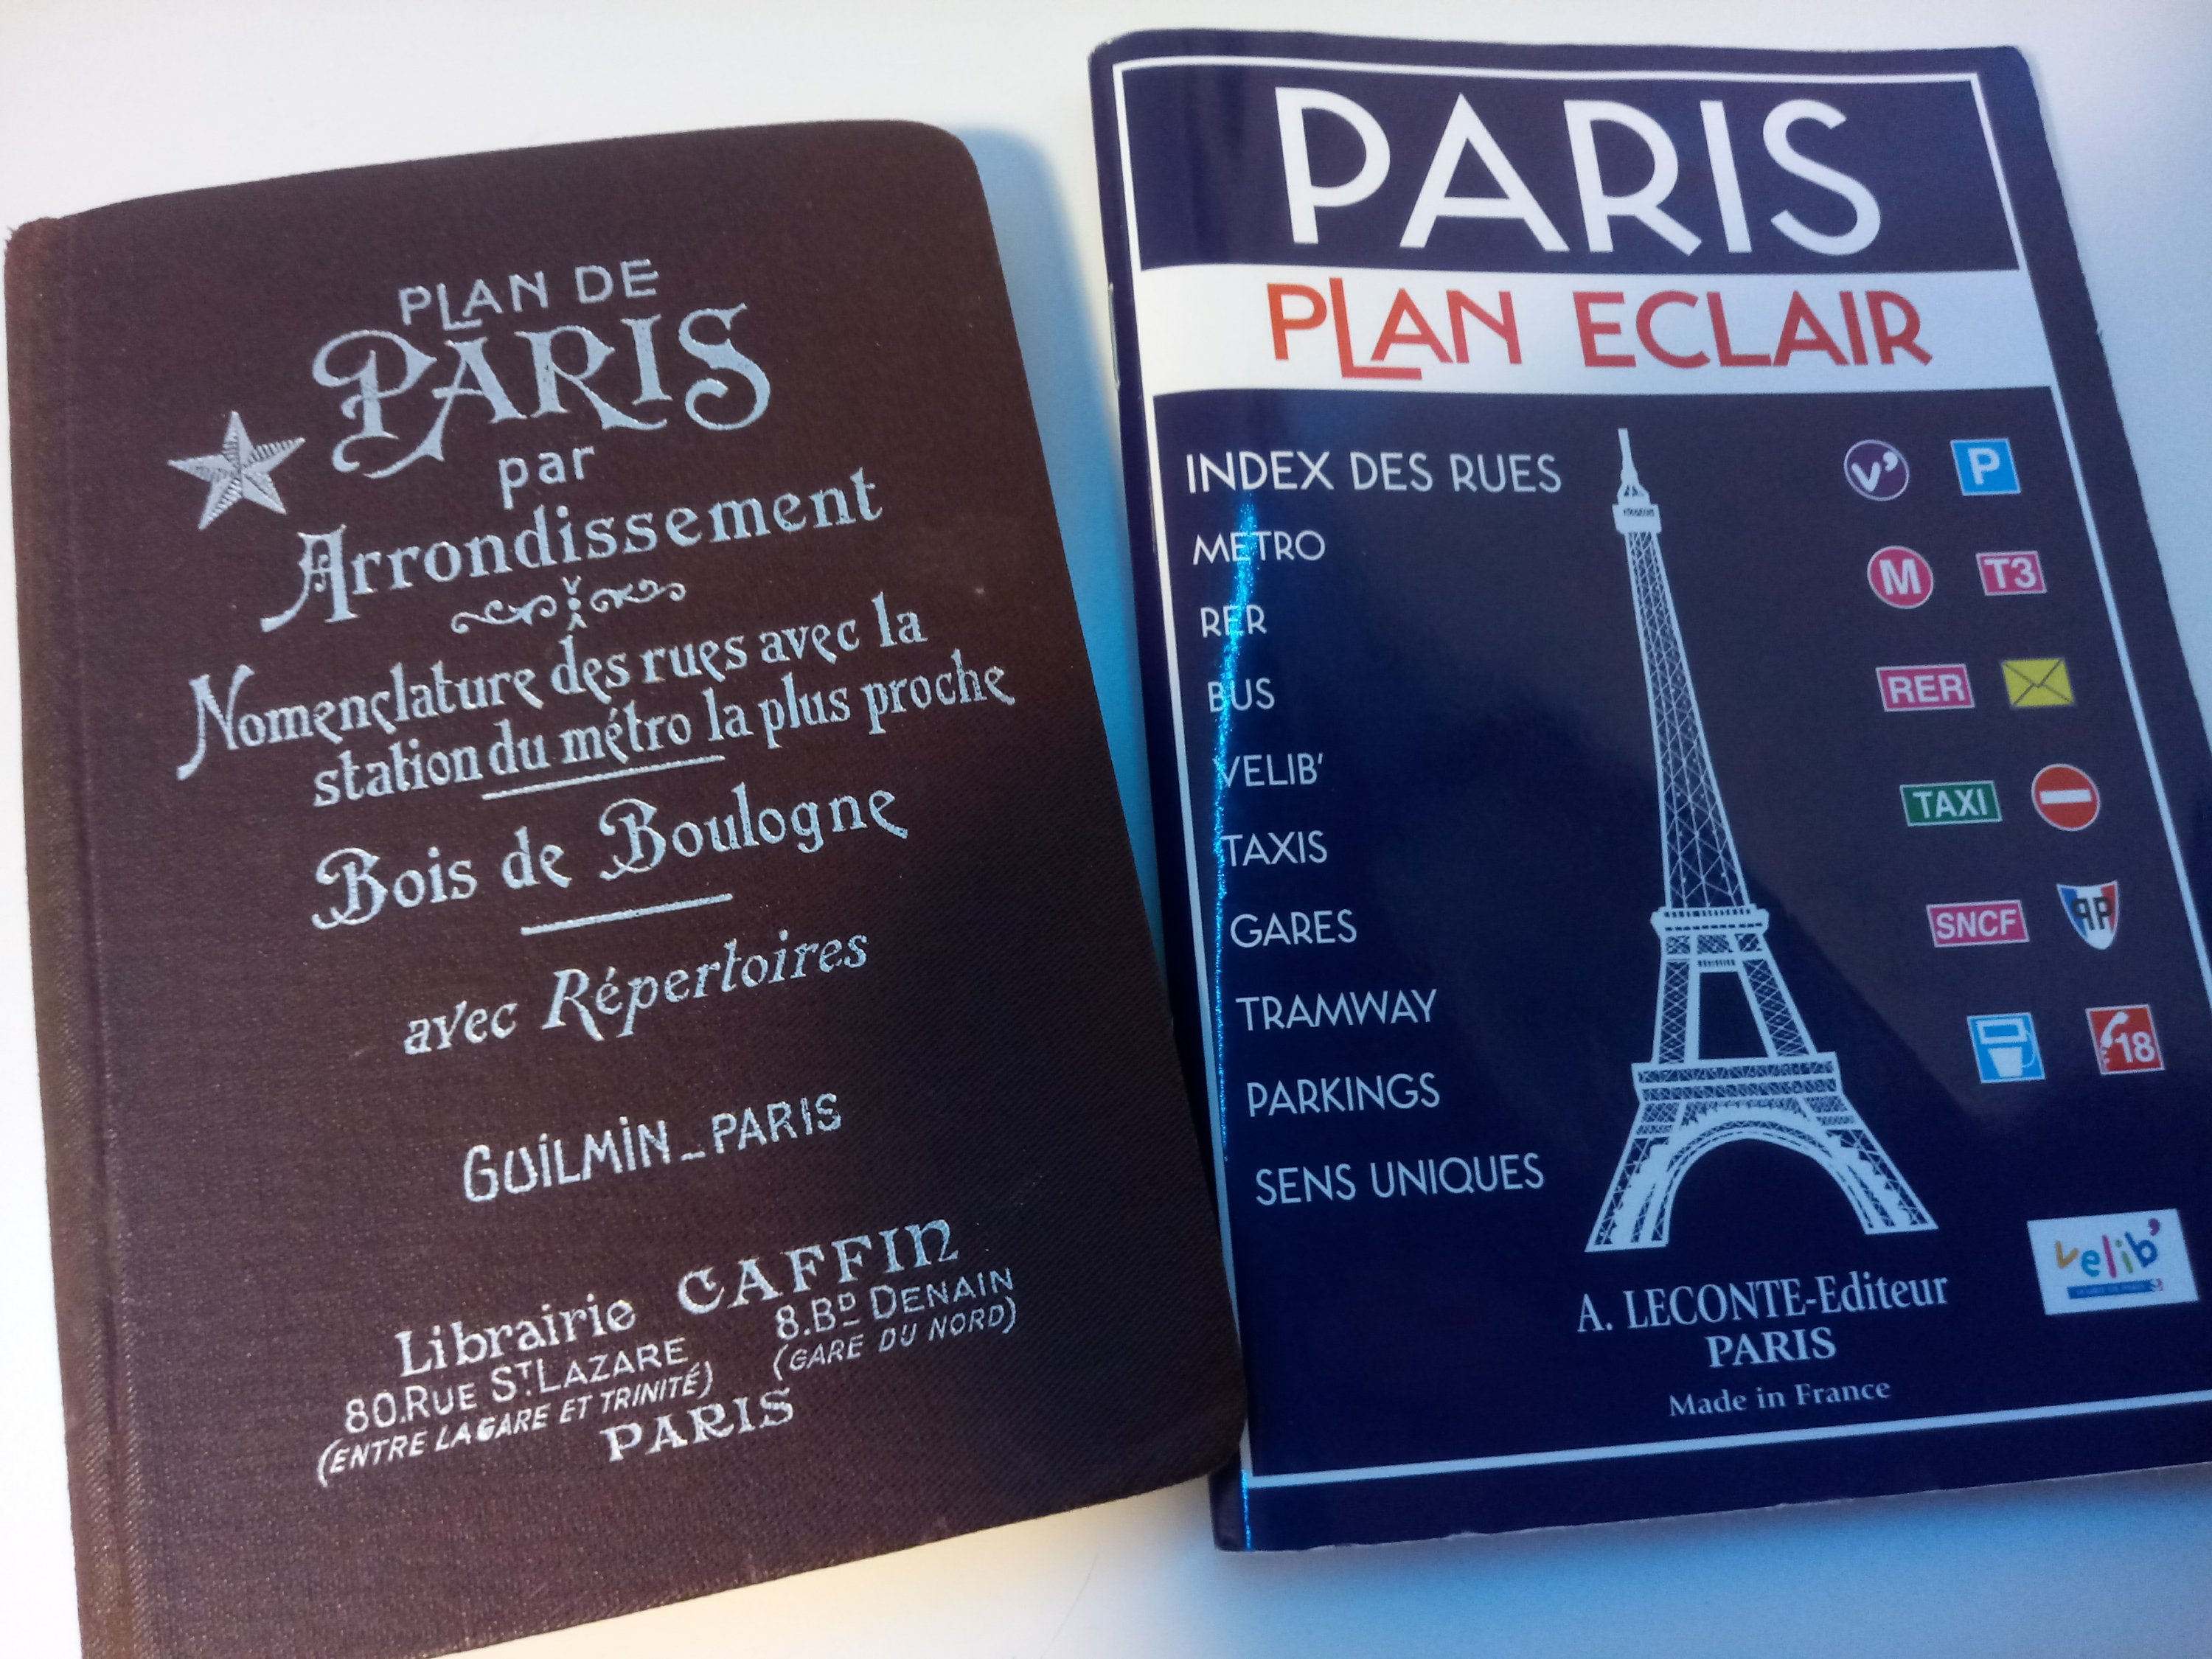 PLAN DE
PARIS
par
Arrondissement
Nomenclature des rues avec la
station du métro la plus proche
Bois de Boulogne
avec Répertoires
GUILMIN_PARIS
Librairie CAFFIN
80.RUE ST LAZARE
(ENTRE LA GARE ET TRINITÉ)
8.BD DENAIN
(GARE DU NORD)
PARIS
PARIS
PLAN ECLAIR
INDEX DES RUES
METRO
RER
BUS
VELIB'
TAXIS
GARES
TRAMWAY
PARKINGS
SENS UNIQUES
V' P
M T3
RER
TAXI
SNCF PP
18
velib'
A. LECONTE-Editeur
PARIS
Made in France